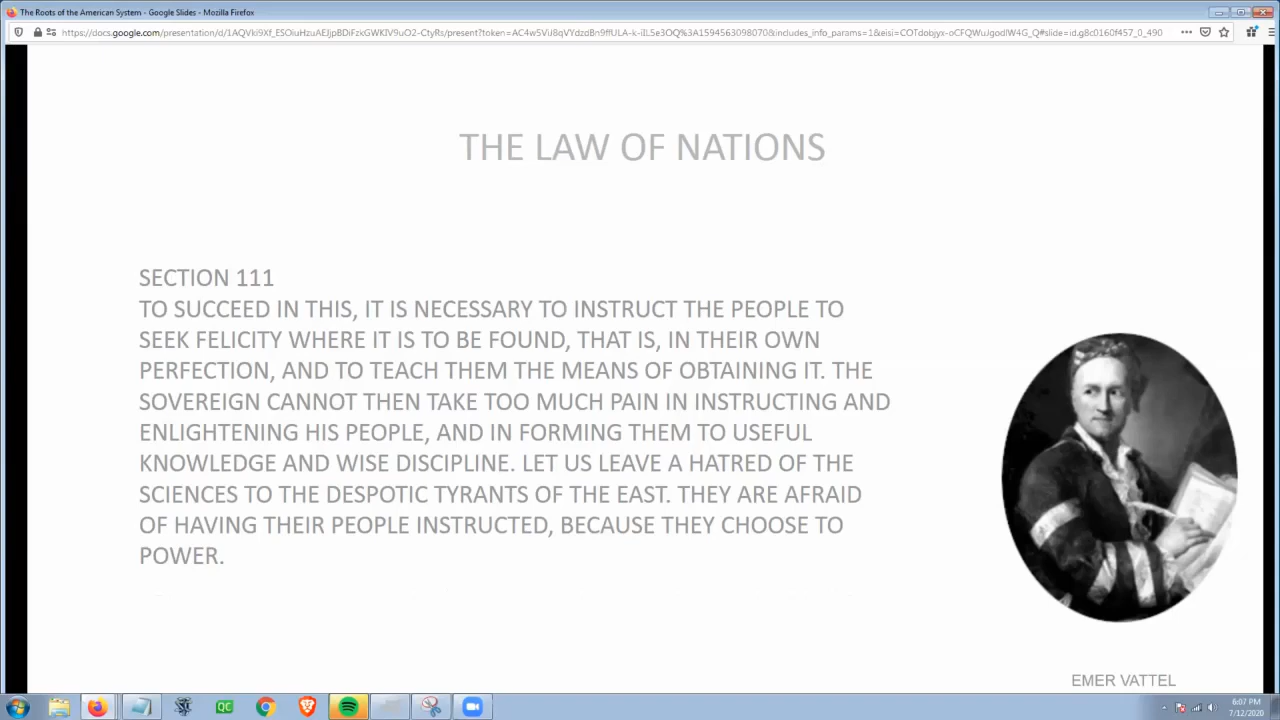 The Roots of the American System - Google Slides - Mozilla Firefox
THE LAW OF NATIONS
SECTION 111
TO SUCCEED IN THIS, IT IS NECESSARY TO INSTRUCT THE PEOPLE TO
SEEK FELICITY WHERE IT IS TO BE FOUND, THAT IS, IN THEIR OWN
PERFECTION, AND TO TEACH THEM THE MEANS OF OBTAINING IT. THE
SOVEREIGN CANNOT THEN TAKE TOO MUCH PAIN IN INSTRUCTING AND
ENLIGHTENING HIS PEOPLE, AND IN FORMING THEM TO USEFUL
KNOWLEDGE AND WISE DISCIPLINE. LET US LEAVE A HATRED OF THE
SCIENCES TO THE DESPOTIC TYRANTS OF THE EAST. THEY ARE AFRAID
OF HAVING THEIR PEOPLE INSTRUCTED, BECAUSE THEY CHOOSE TO
POWER.
EMER VATTEL
QC
6:07 PM
7/12/2020